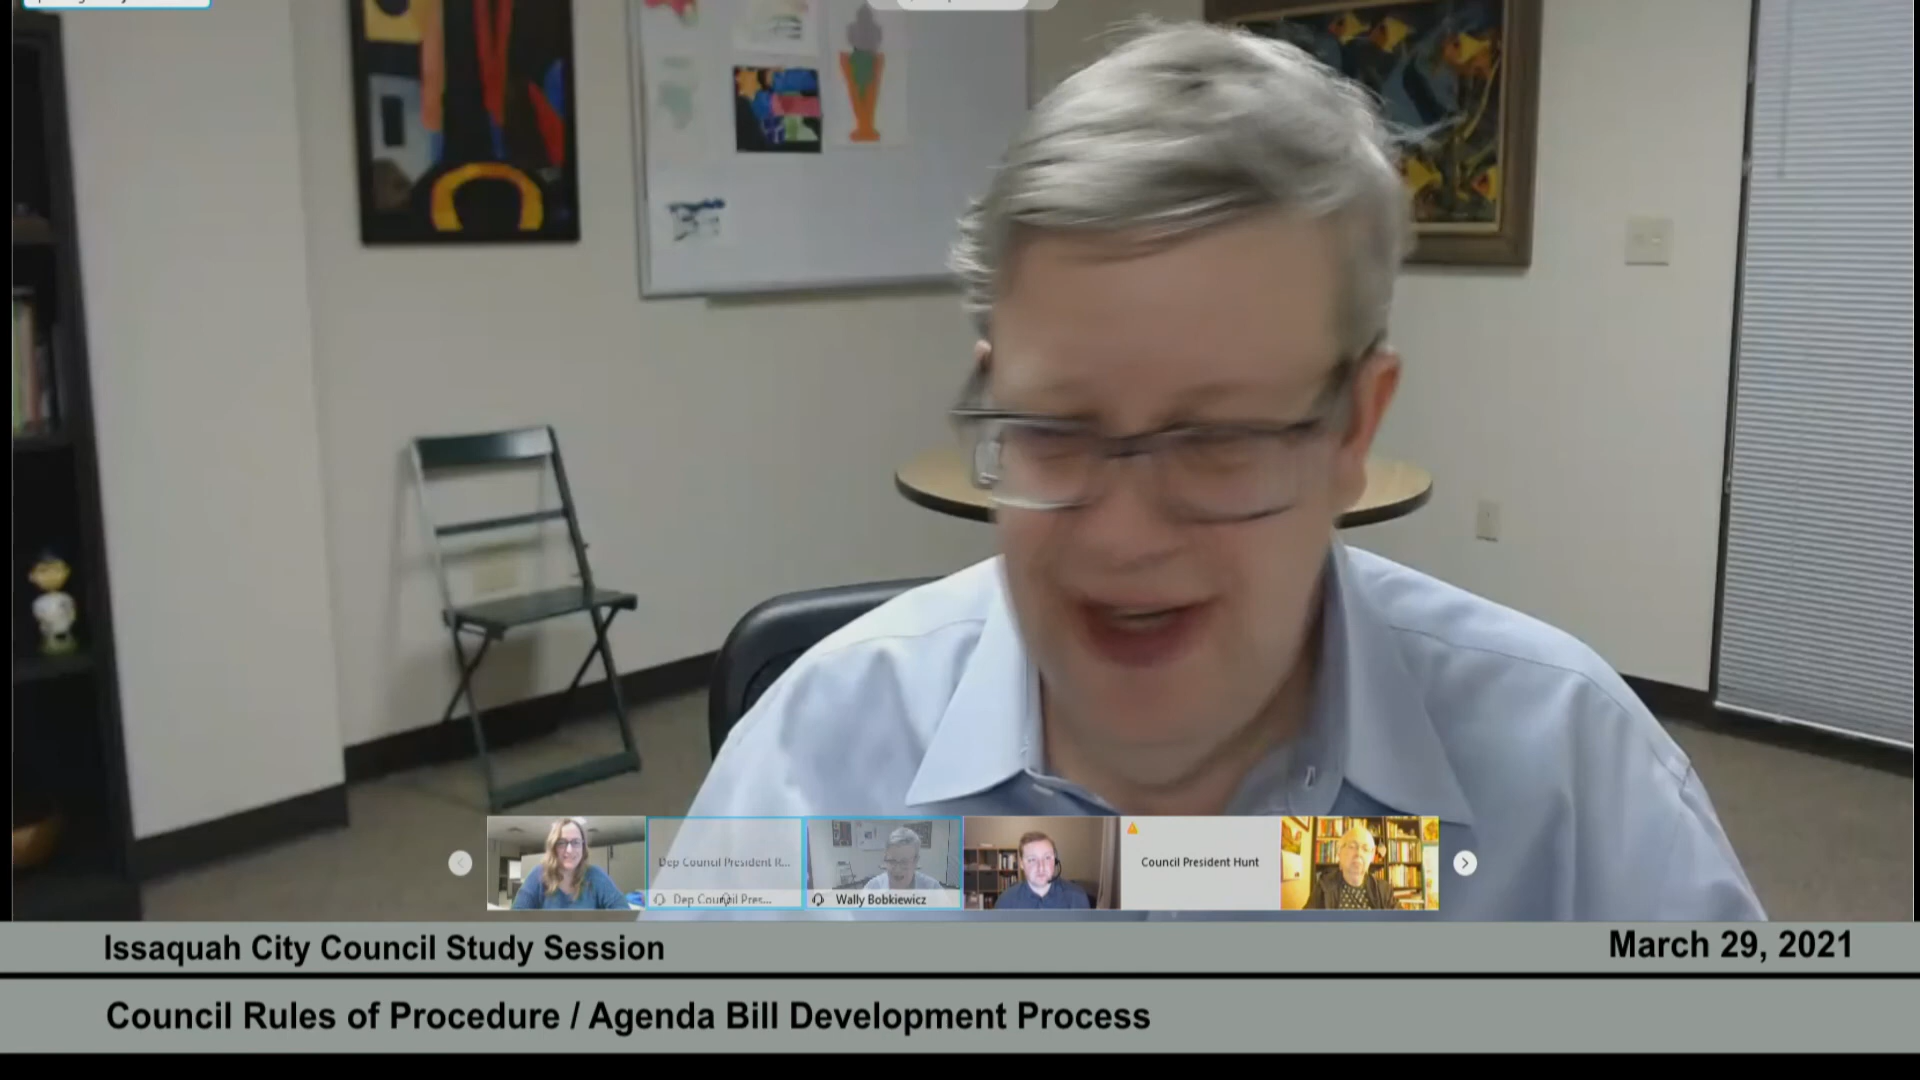 Dep Council President R...
Council President Hunt
Dep Council Pres...
Wally Bobkiewicz
Issaquah City Council Study Session
March 29, 2021
Council Rules of Procedure / Agenda Bill Development Process